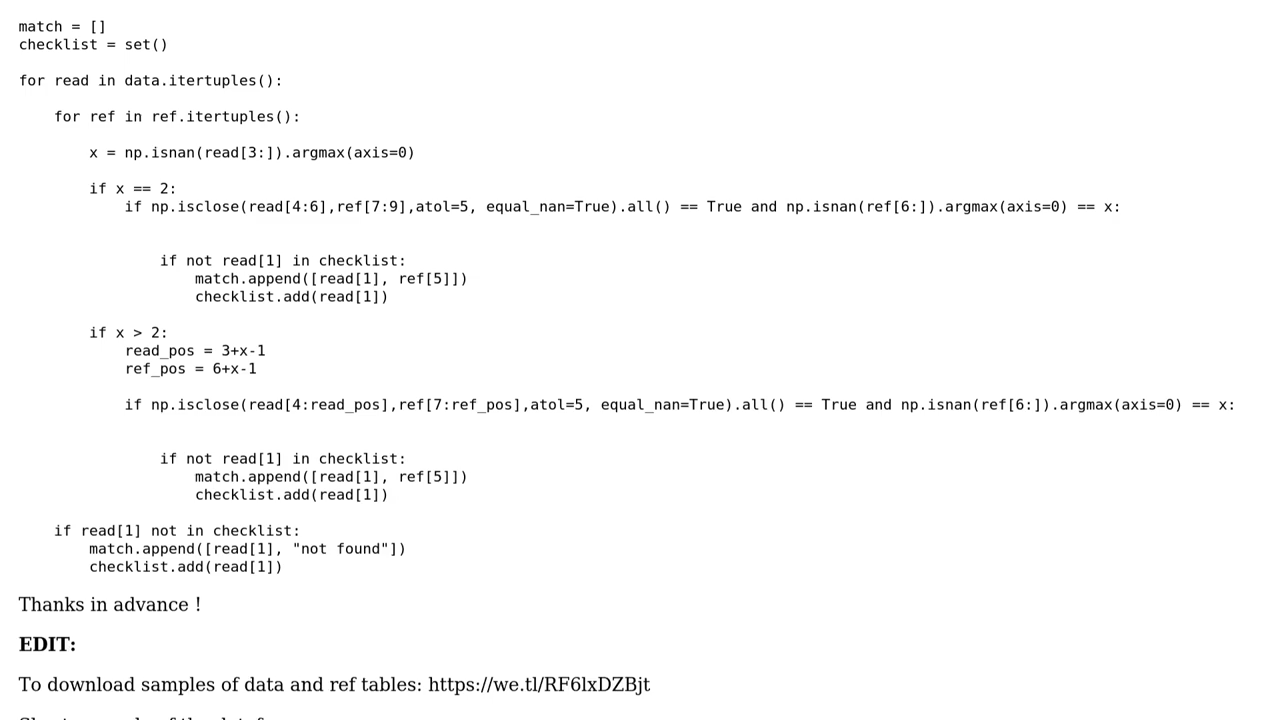 match = []
checklist = set()
for read in data.itertuples():
    for ref in ref.itertuples():
        x = np.isnan(read[3:]).argmax(axis=0)
        if x == 2:
            if np.isclose(read[4:6],ref[7:9],atol=5, equal_nan=True).all() == True and np.isnan(ref[6:]).argmax(axis=0) == x:
                if not read[1] in checklist:
                    match.append([read[1], ref[5]])
                    checklist.add(read[1])
        if x > 2:
            read_pos = 3+x-1
            ref_pos = 6+x-1
            if np.isclose(read[4:read_pos],ref[7:ref_pos],atol=5, equal_nan=True).all() == True and np.isnan(ref[6:]).argmax(axis=0) == x:
                if not read[1] in checklist:
                    match.append([read[1], ref[5]])
                    checklist.add(read[1])
    if read[1] not in checklist:
        match.append([read[1], "not found"])
        checklist.add(read[1])
Thanks in advance !
EDIT:
To download samples of data and ref tables: https://we.tl/RF6lxDZBjt